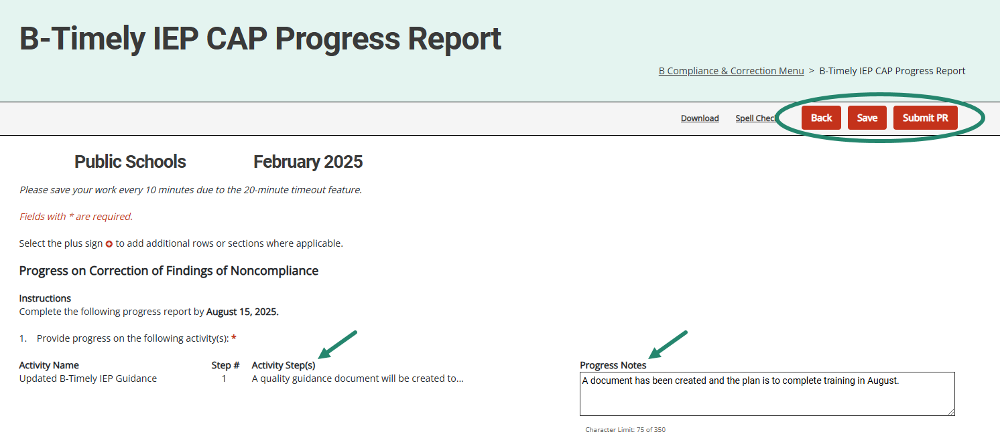 B-Timely IEP CAP Progress Report
B Compliance & Correction Menu > B-Timely IEP CAP Progress Report
Download Spell Chec Back Save Submit PR
Public Schools February 2025
Please save your work every 10 minutes due to the 20-minute timeout feature.
Fields with * are required.
Select the plus sign to add additional rows or sections where applicable.
Progress on Correction of Findings of Noncompliance
Instructions
Complete the following progress report by August 15, 2025.
1. Provide progress on the following activity(s): *
Activity Name Step # Activity Step(s) Progress Notes
Updated B-Timely IEP Guidance 1 A quality guidance document will be created to... A document has been created and the plan is to complete training in August.
Character Limit: 75 of 350